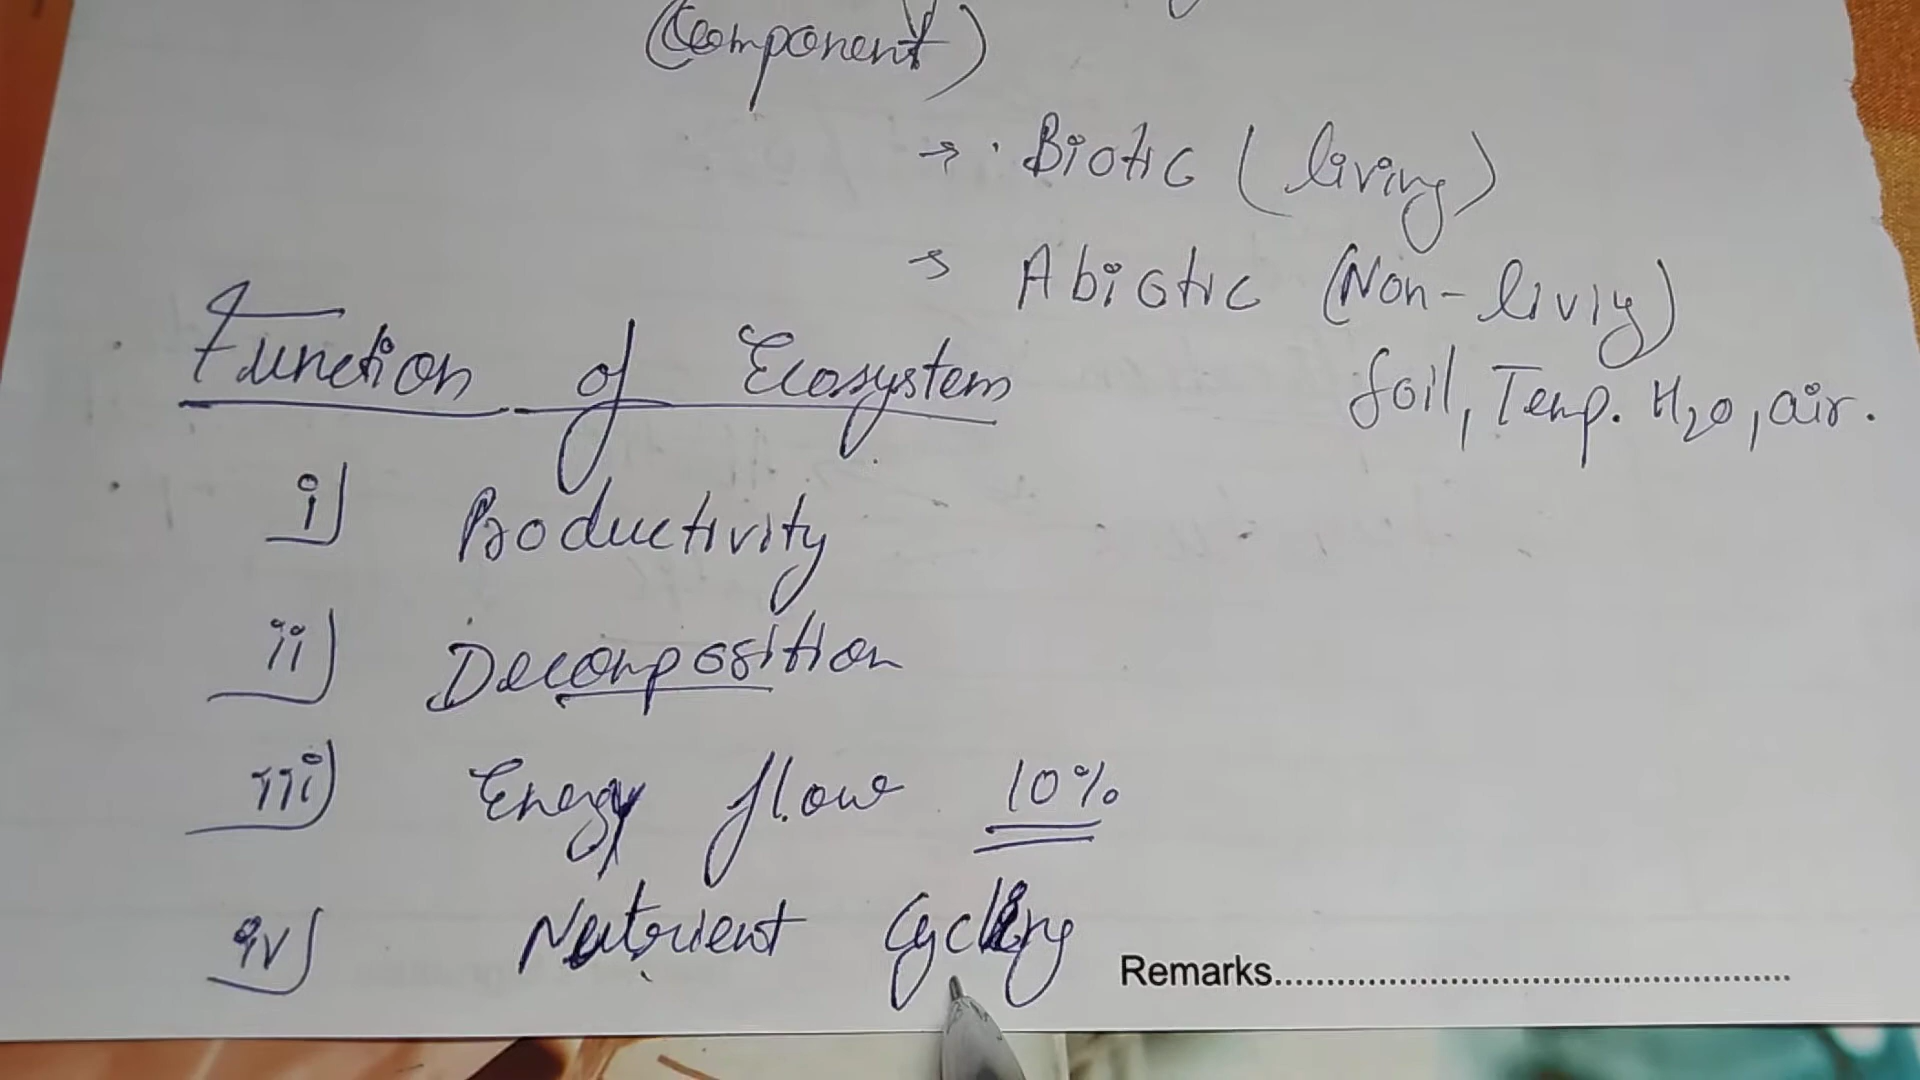 (Component)
→ · Biotic (living)
→ Abiotic (Non-livig)
Soil, Temp. H₂O, air.
Function of Ecosystem
i) Productivity
ii) Decomposition
iii) Energy flow 10%
iv) Nutrient Cycling
Remarks................................................